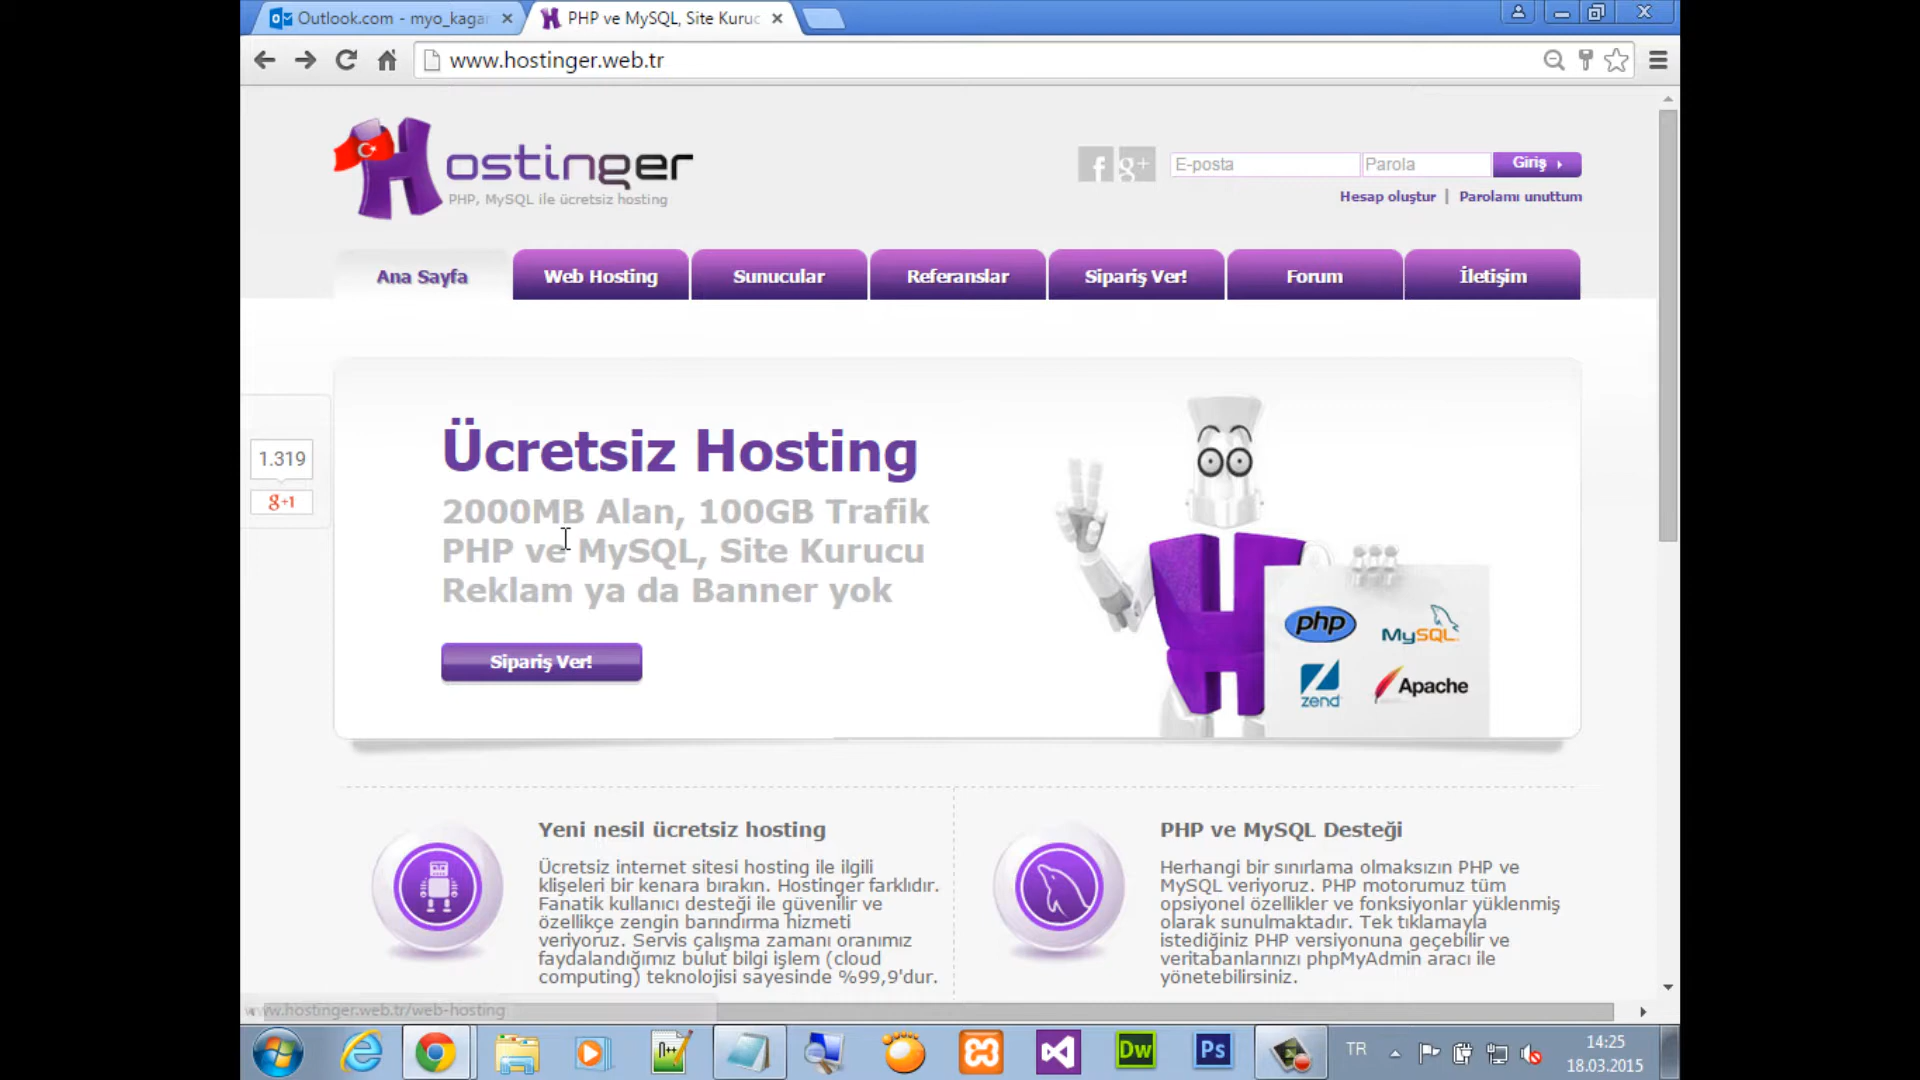 Outlook.com - myo_kagar
PHP ve MySQL, Site Kuruc
www.hostinger.web.tr
Hostinger
PHP, MySQL ile ücretsiz hosting
f g+
E-posta
Parola
Giriş
Hesap oluştur | Parolamı unuttum
Ana Sayfa
Web Hosting
Sunucular
Referanslar
Sipariş Ver!
Forum
İletişim
1.319
g+1
Ücretsiz Hosting
2000MB Alan, 100GB Trafik
PHP ve MySQL, Site Kurucu
Reklam ya da Banner yok
Sipariş Ver!
php
MySQL
zend
Apache
Yeni nesil ücretsiz hosting
Ücretsiz internet sitesi hosting ile ilgili
klişeleri bir kenara bırakın. Hostinger farklıdır.
Fanatik kullanıcı desteği ile güvenilir ve
özellikçe zengin barındırma hizmeti
veriyoruz. Servis çalışma zamanı oranımız
faydalandığımız bulut bilgi işlem (cloud
computing) teknolojisi sayesinde %99,9'dur.
PHP ve MySQL Desteği
Herhangi bir sınırlama olmaksızın PHP ve
MySQL veriyoruz. PHP motorumuz tüm
opsiyonel özellikler ve fonksiyonlar yüklenmiş
olarak sunulmaktadır. Tek tıklamayla
istediğiniz PHP versiyonuna geçebilir ve
veritabanlarınızı phpMyAdmin aracı ile
yönetebilirsiniz.
www.hostinger.web.tr/web-hosting
Dw
Ps
TR
14:25
18.03.2015